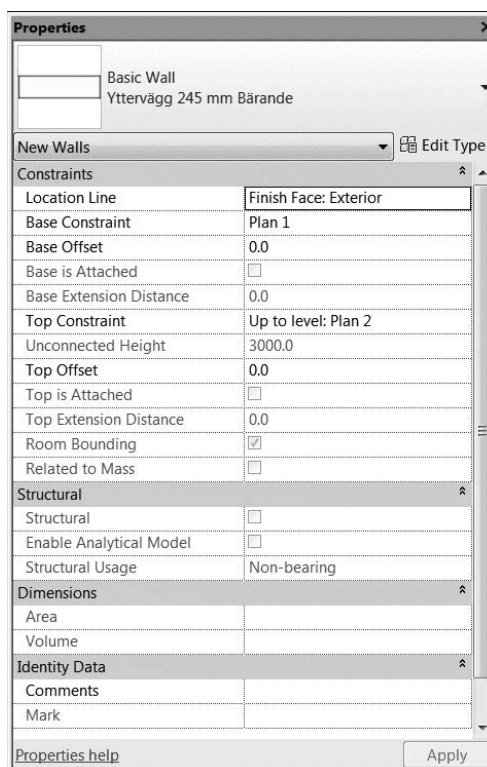 Properties
Basic Wall
Yttervägg 245 mm Bärande
New Walls Edit Type
Constraints
Location Line Finish Face: Exterior
Base Constraint Plan 1
Base Offset 0.0
Base is Attached
Base Extension Distance 0.0
Top Constraint Up to level: Plan 2
Unconnected Height 3000.0
Top Offset 0.0
Top is Attached
Top Extension Distance 0.0
Room Bounding
Related to Mass
Structural
Structural
Enable Analytical Model
Structural Usage Non-bearing
Dimensions
Area
Volume
Identity Data
Comments
Mark
Properties help Apply